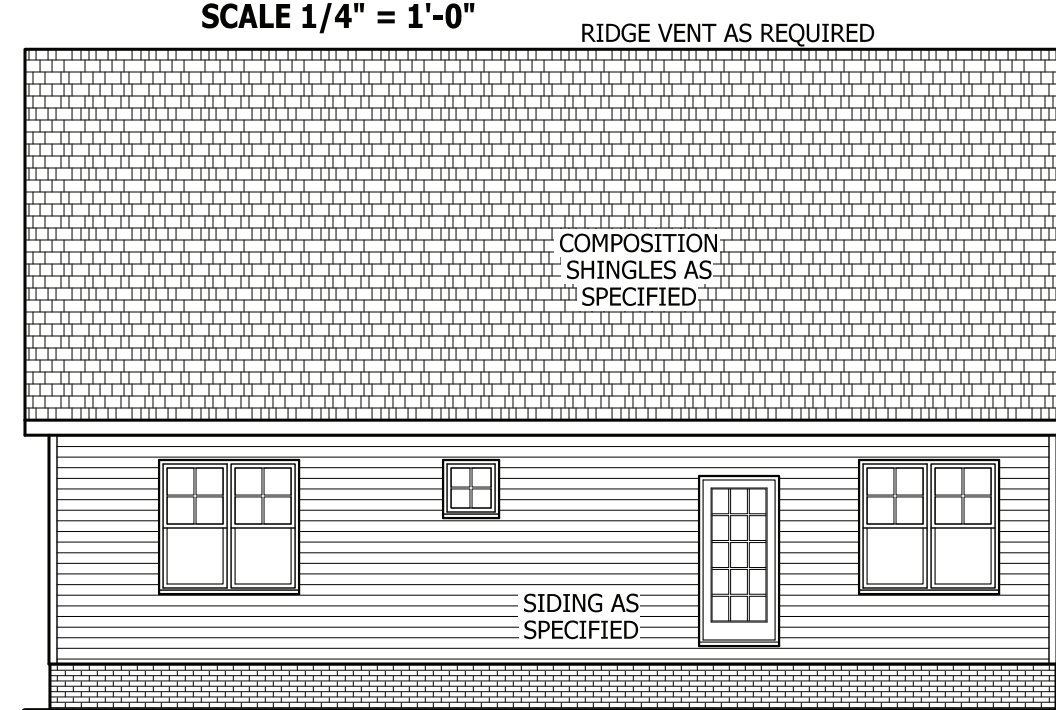 SCALE 1/4" = 1'-0"
RIDGE VENT AS REQUIRED
COMPOSITION
SHINGLES AS
SPECIFIED
SIDING AS
SPECIFIED